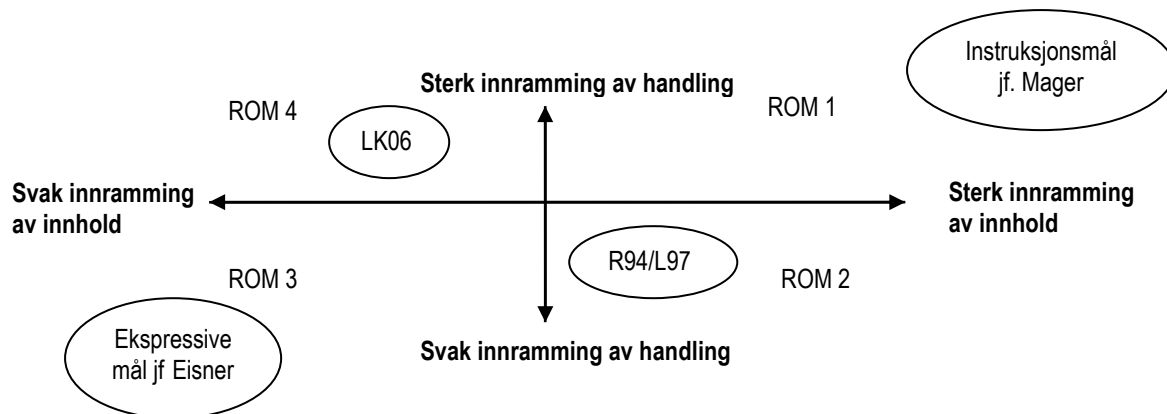 Instruksjonsmål
jf. Mager
Sterk innramming av handling
ROM 4
ROM 1
LK06
Svak innramming
av innhold
Sterk innramming
av innhold
R94/L97
ROM 3
ROM 2
Ekspressive
mål jf Eisner
Svak innramming av handling